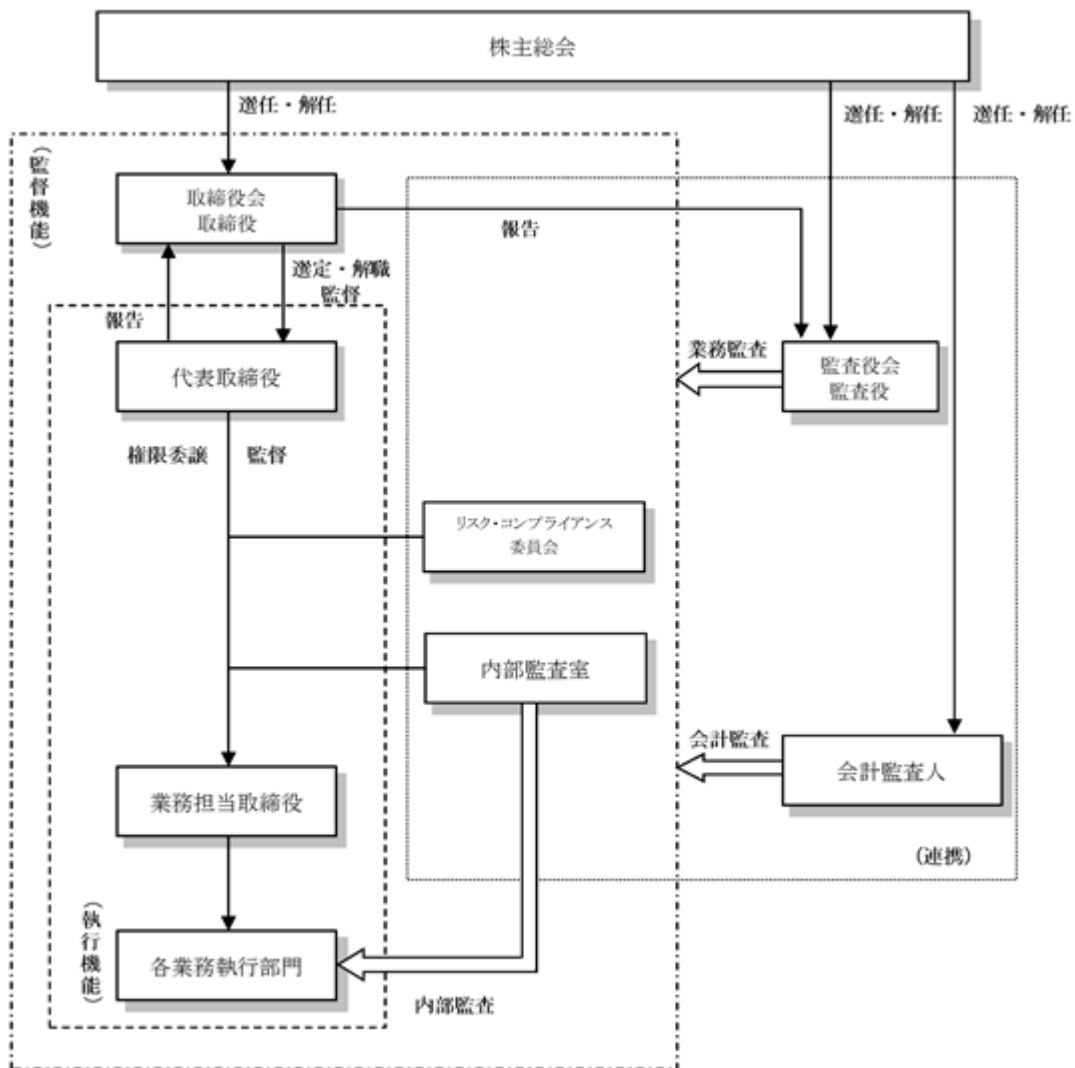 株主総会
選任・解任
選任・解任
選任・解任
(監督機能)
取締役会
取締役
報告
選定・解職
監督
報告
代表取締役
業務監査
監査役会
監査役
権限委譲
監督
リスク・コンプライアンス
委員会
内部監査室
会計監査
会計監査人
業務担当取締役
(連携)
(執行機能)
各業務執行部門
内部監査